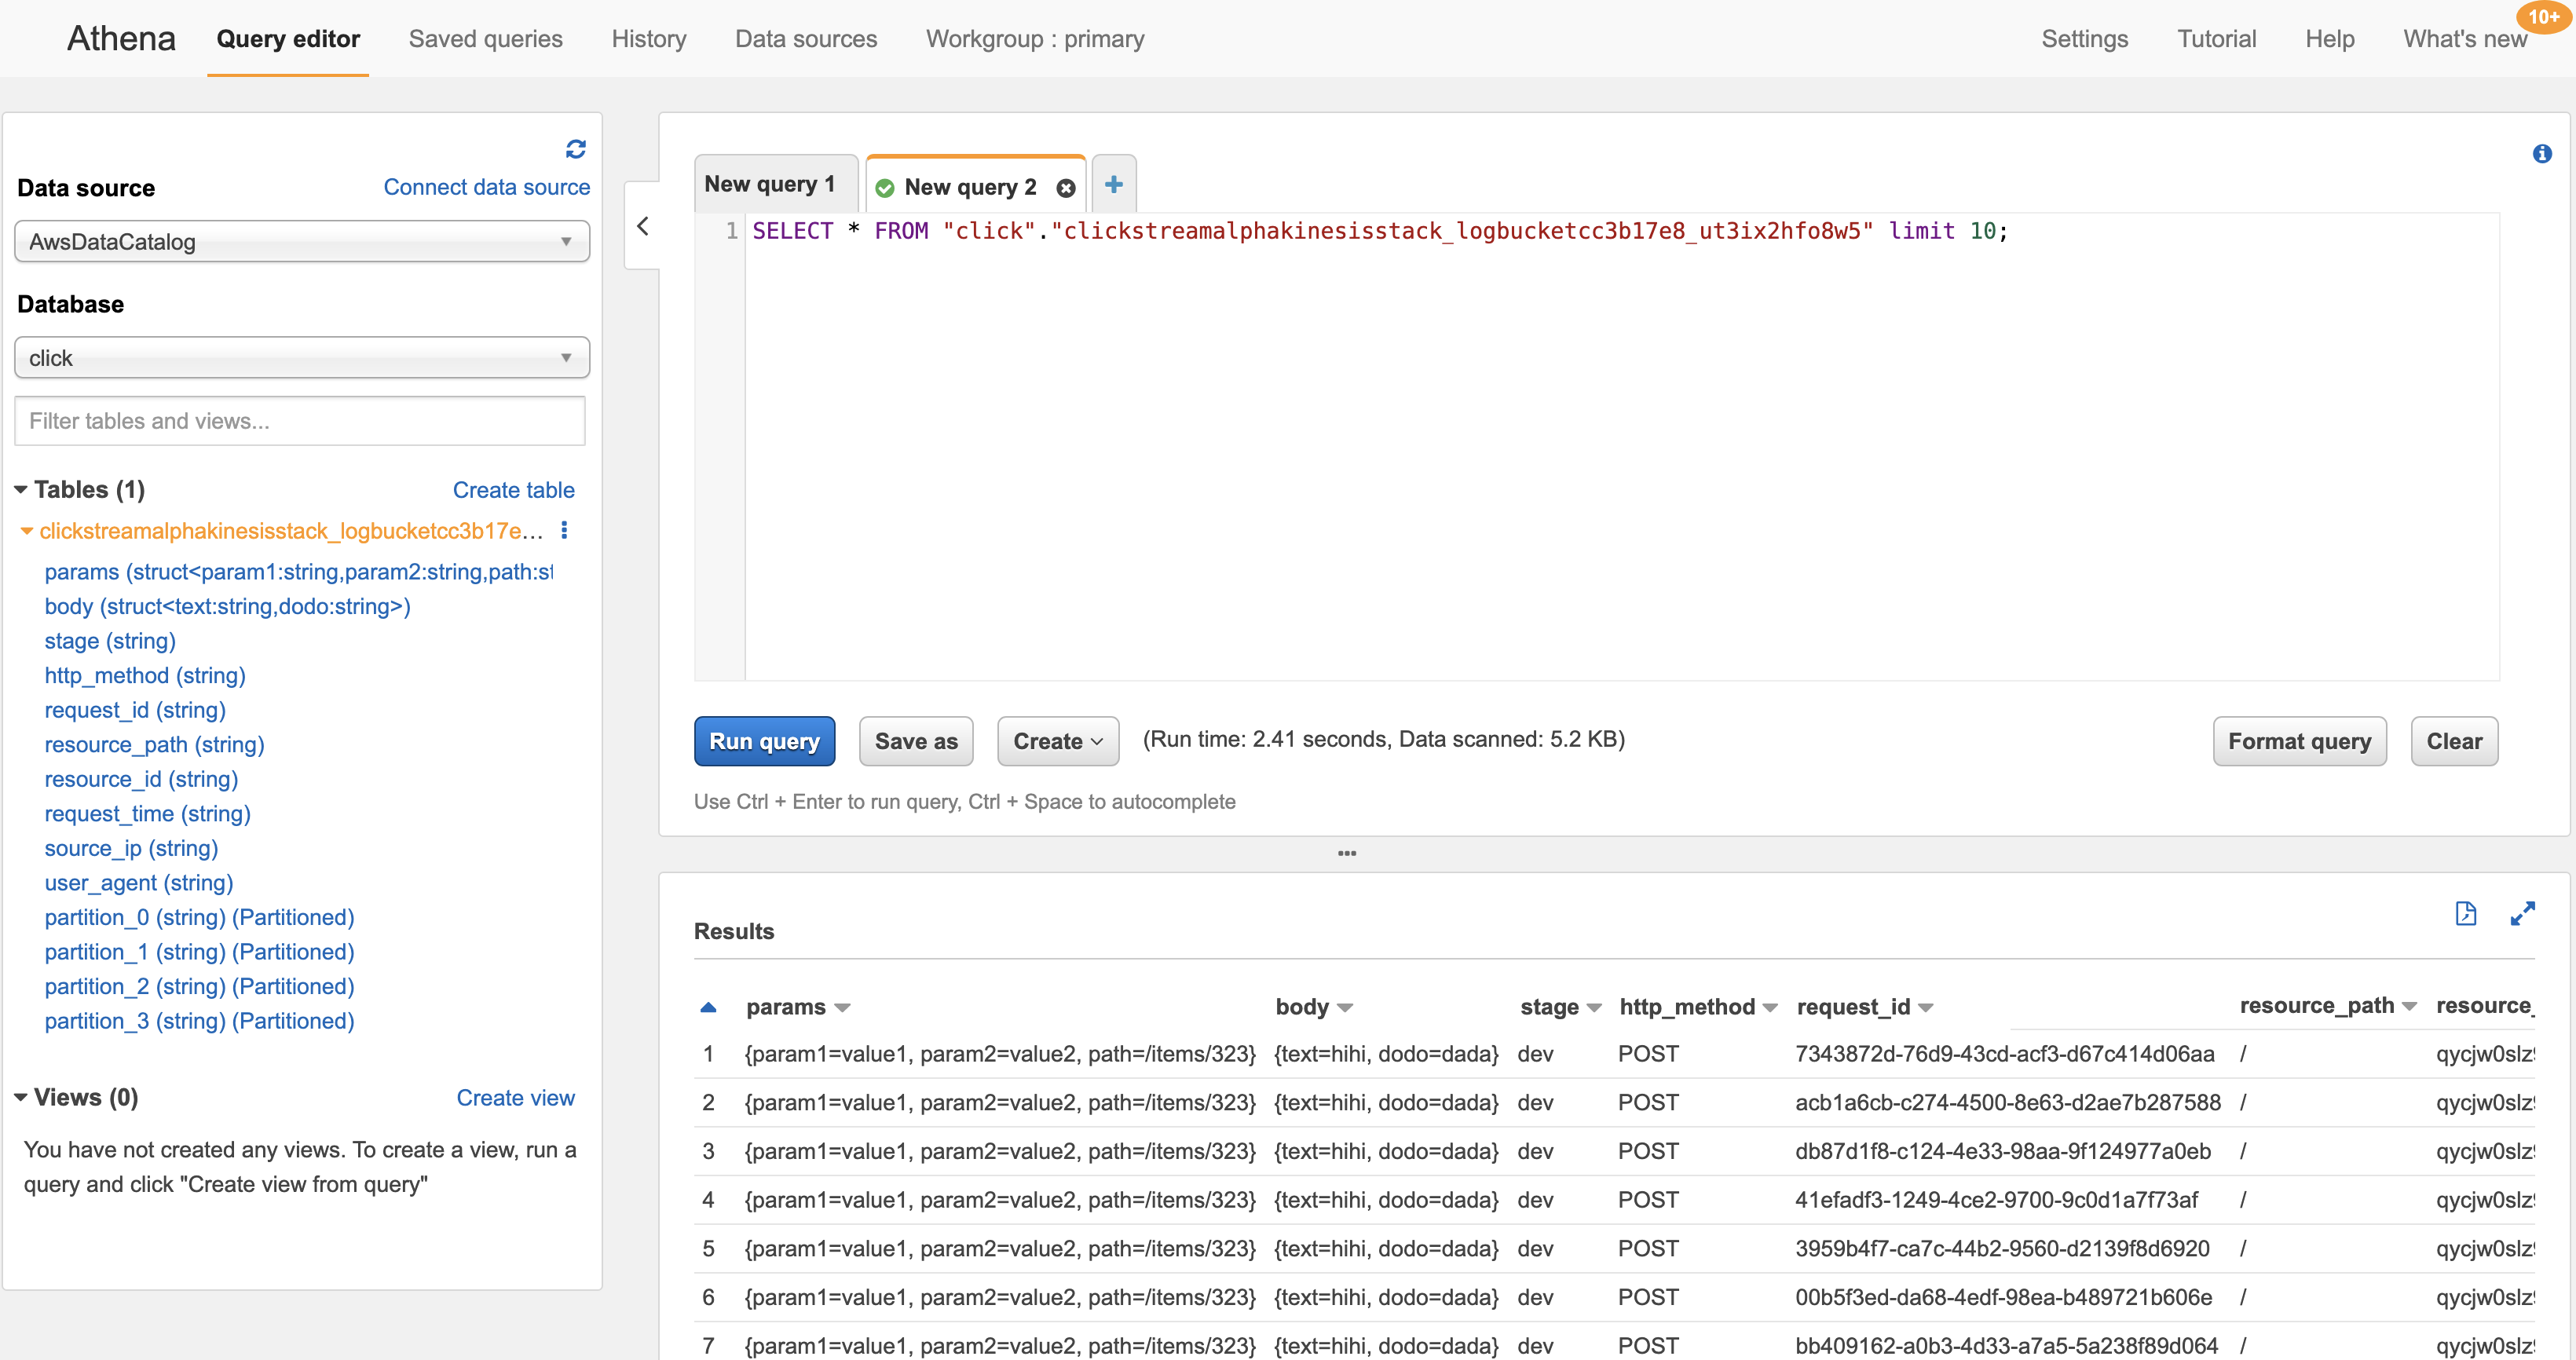 Athena Query editor Saved queries History Data sources Workgroup : primary Settings Tutorial Help What's new 10+
Data source Connect data source
AwsDataCatalog
Database
click
Filter tables and views...
Tables (1) Create table
clickstreamalphakinesisstack_logbucketcc3b17e...
params (struct<param1:string,param2:string,path:st
body (struct<text:string,dodo:string>)
stage (string)
http_method (string)
request_id (string)
resource_path (string)
resource_id (string)
request_time (string)
source_ip (string)
user_agent (string)
partition_0 (string) (Partitioned)
partition_1 (string) (Partitioned)
partition_2 (string) (Partitioned)
partition_3 (string) (Partitioned)
Views (0) Create view
You have not created any views. To create a view, run a
query and click "Create view from query"
New query 1 New query 2
1 SELECT * FROM "click"."clickstreamalphakinesisstack_logbucketcc3b17e8_ut3ix2hfo8w5" limit 10;
Run query Save as Create (Run time: 2.41 seconds, Data scanned: 5.2 KB) Format query Clear
Use Ctrl + Enter to run query, Ctrl + Space to autocomplete
Results
params body stage http_method request_id resource_path resource_
1 {param1=value1, param2=value2, path=/items/323} {text=hihi, dodo=dada} dev POST 7343872d-76d9-43cd-acf3-d67c414d06aa / qycjw0slz
2 {param1=value1, param2=value2, path=/items/323} {text=hihi, dodo=dada} dev POST acb1a6cb-c274-4500-8e63-d2ae7b287588 / qycjw0slz
3 {param1=value1, param2=value2, path=/items/323} {text=hihi, dodo=dada} dev POST db87d1f8-c124-4e33-98aa-9f124977a0eb / qycjw0slz
4 {param1=value1, param2=value2, path=/items/323} {text=hihi, dodo=dada} dev POST 41efadf3-1249-4ce2-9700-9c0d1a7f73af / qycjw0slz
5 {param1=value1, param2=value2, path=/items/323} {text=hihi, dodo=dada} dev POST 3959b4f7-ca7c-44b2-9560-d2139f8d6920 / qycjw0slz
6 {param1=value1, param2=value2, path=/items/323} {text=hihi, dodo=dada} dev POST 00b5f3ed-da68-4edf-98ea-b489721b606e / qycjw0slz
7 {param1=value1, param2=value2, path=/items/323} {text=hihi, dodo=dada} dev POST bb409162-a0b3-4d33-a7a5-5a238f89d064 / qycjw0slz